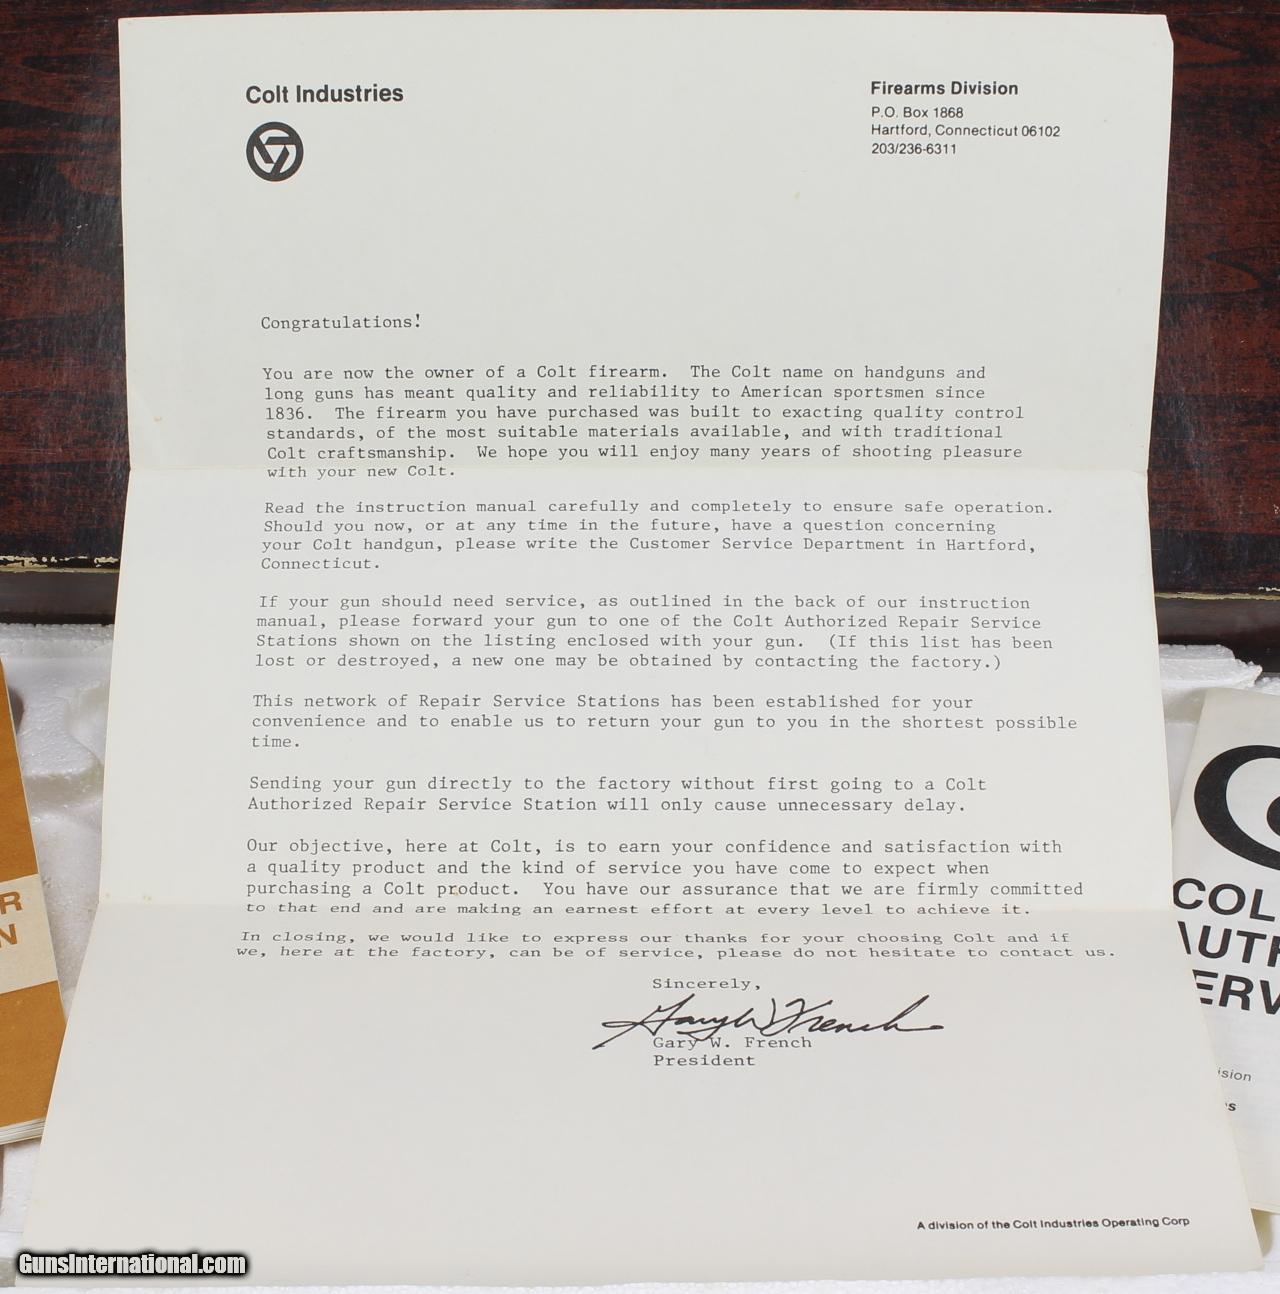 Colt Industries
Firearms Division
P.O. Box 1868
Hartford, Connecticut 06102
203/236-6311
Congratulations!
You are now the owner of a Colt firearm.  The Colt name on handguns and
long guns has meant quality and reliability to American sportsmen since
1836.  The firearm you have purchased was built to exacting quality control
standards, of the most suitable materials available, and with traditional
Colt craftsmanship.  We hope you will enjoy many years of shooting pleasure
with your new Colt.
Read the instruction manual carefully and completely to ensure safe operation.
Should you now, or at any time in the future, have a question concerning
your Colt handgun, please write the Customer Service Department in Hartford,
Connecticut.
If your gun should need service, as outlined in the back of our instruction
manual, please forward your gun to one of the Colt Authorized Repair Service
Stations shown on the listing enclosed with your gun.  (If this list has been
lost or destroyed, a new one may be obtained by contacting the factory.)
This network of Repair Service Stations has been established for your
convenience and to enable us to return your gun to you in the shortest possible
time.
Sending your gun directly to the factory without first going to a Colt
Authorized Repair Service Station will only cause unnecessary delay.
Our objective, here at Colt, is to earn your confidence and satisfaction with
a quality product and the kind of service you have come to expect when
purchasing a Colt product.  You have our assurance that we are firmly committed
to that end and are making an earnest effort at every level to achieve it.
In closing, we would like to express our thanks for your choosing Colt and if
we, here at the factory, can be of service, please do not hesitate to contact us.
Sincerely,
Gary W French
Gary W. French
President
A division of the Colt Industries Operating Corp
R
N
COL
AUTH
ERV
ision
s
GunsInternational.com